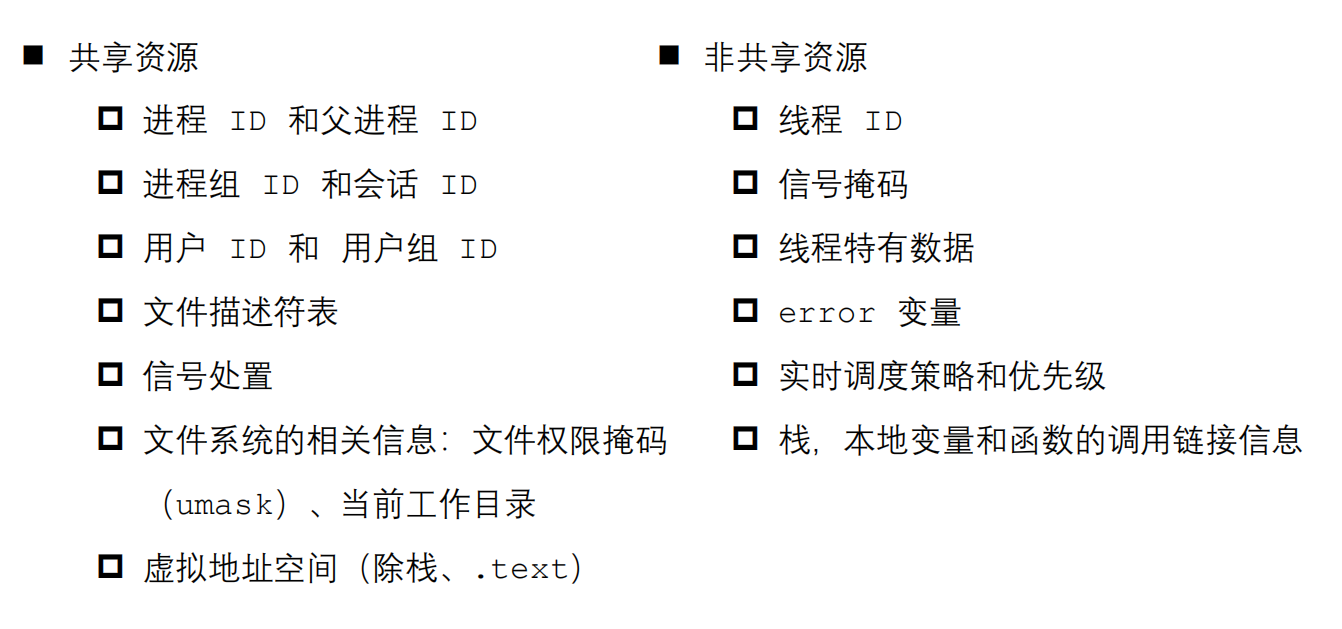 共享资源
进程 ID 和父进程 ID
进程组 ID 和会话 ID
用户 ID 和 用户组 ID
文件描述符表
信号处置
文件系统的相关信息：文件权限掩码
（umask）、当前工作目录
虚拟地址空间（除栈、.text）
非共享资源
线程 ID
信号掩码
线程特有数据
error 变量
实时调度策略和优先级
栈，本地变量和函数的调用链接信息